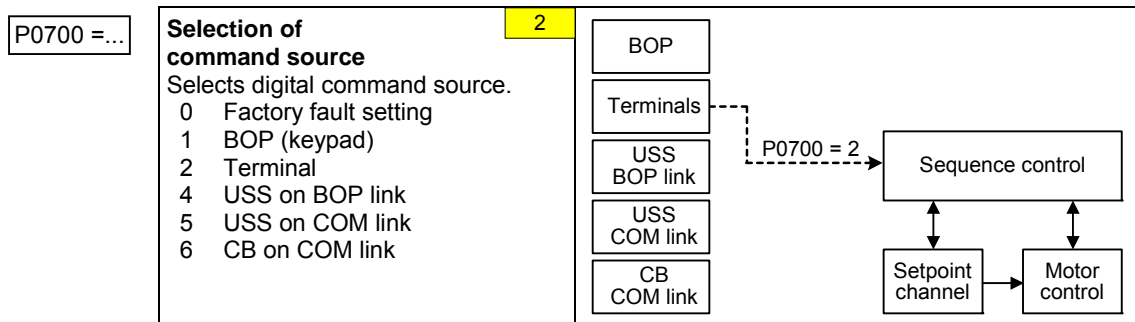 P0700 =...
Selection of
command source
2
Selects digital command source.
0 Factory fault setting
1 BOP (keypad)
2 Terminal
4 USS on BOP link
5 USS on COM link
6 CB on COM link
BOP
Terminals
USS
BOP link
USS
COM link
CB
COM link
P0700 = 2
Sequence control
Setpoint
channel
Motor
control